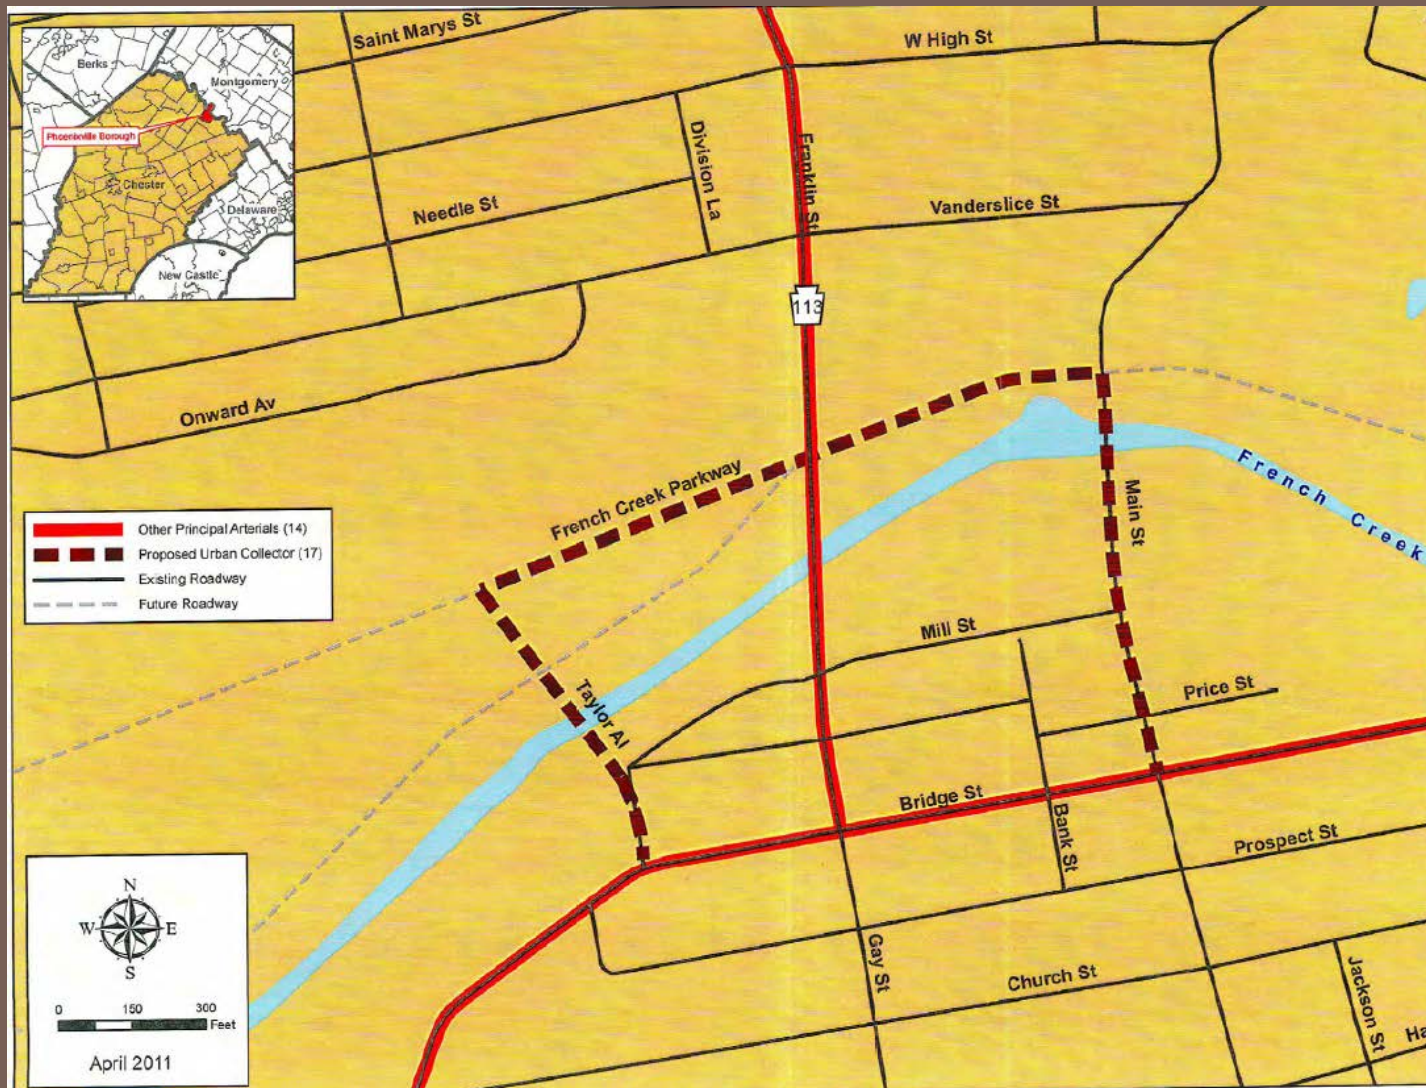 Saint Marys St
W High St
Berks
Montgomery
Phoenixville Borough
Chester
Delaware
New Castle
Division La
Franklin St
Needle St
Vanderslice St
113
Onward Av
French Creek Parkway
French Creek
Main St
Other Principal Arterials (14)
Proposed Urban Collector (17)
Existing Roadway
Future Roadway
Mill St
Taylor Al
Price St
Bridge St
Bank St
Prospect St
N
W E
S
Gay St
Church St
Jackson St
Ha
0 150 300
Feet
April 2011